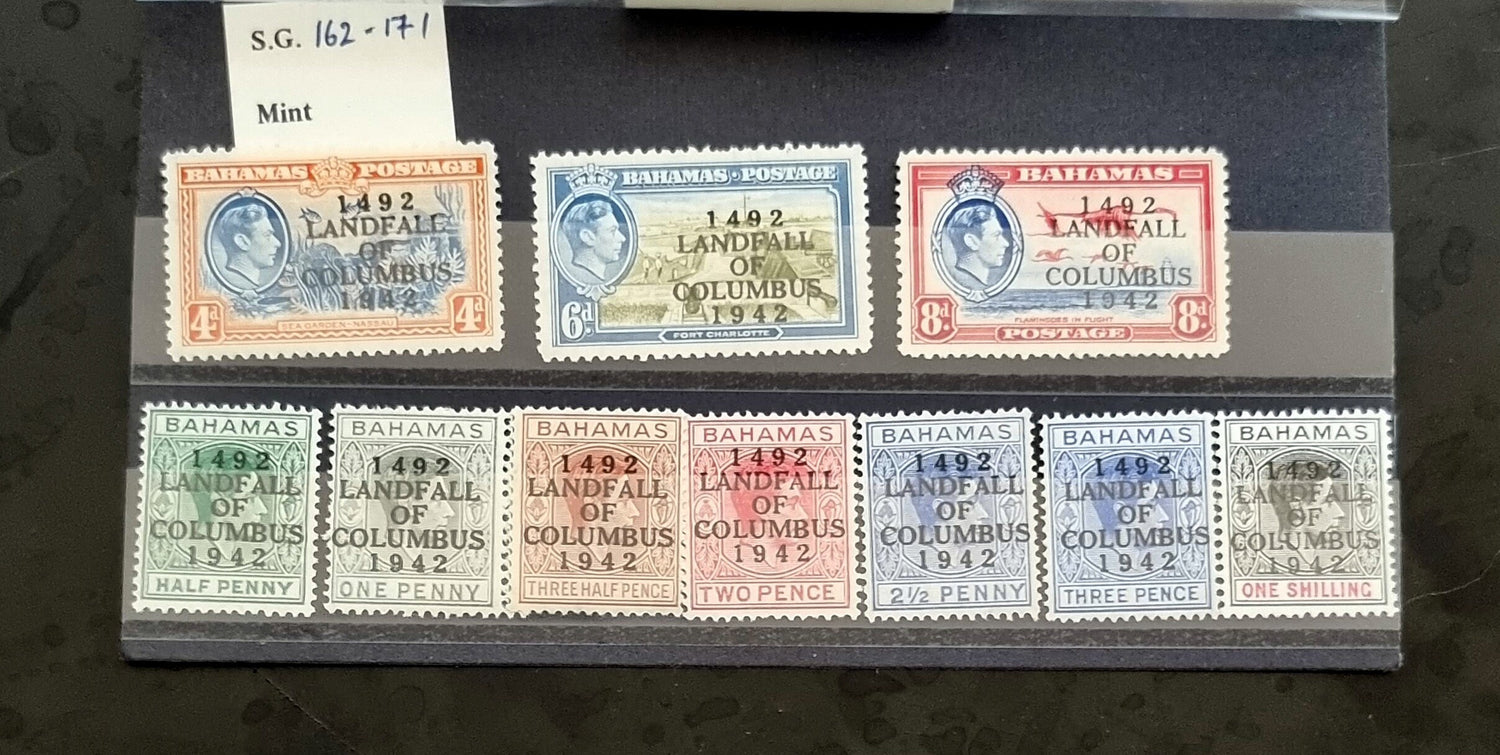 S.G. 162-171
Mint
BAHAMAS POSTAGE
1492
LANDFALL
OF
COLUMBUS
1942
4d 4d
SEA GARDEN-NASSAU
BAHAMAS·POSTAGE
1492
LANDFALL
OF
COLUMBUS
1942
6d.
FORT CHARLOTTE
BAHAMAS
1492
LANDFALL
OF
COLUMBUS
1942
FLAMINGOES IN FLIGHT
8d. 8d.
POSTAGE
BAHAMAS
1492
LANDFALL
OF
COLUMBUS
1942
HALF PENNY
BAHAMAS
1492
LANDFALL
OF
COLUMBUS
1942
ONE PENNY
BAHAMAS
1492
LANDFALL
OF
COLUMBUS
1942
THREE HALF PENCE
BAHAMAS
1492
LANDFALL
OF
COLUMBUS
1942
TWO PENCE
BAHAMAS
1492
LANDFALL
OF
COLUMBUS
1942
2½ PENNY
BAHAMAS
1492
LANDFALL
OF
COLUMBUS
1942
THREE PENCE
BAHAMAS
1492
LANDFALL
OF
COLUMBUS
1942
ONE SHILLING